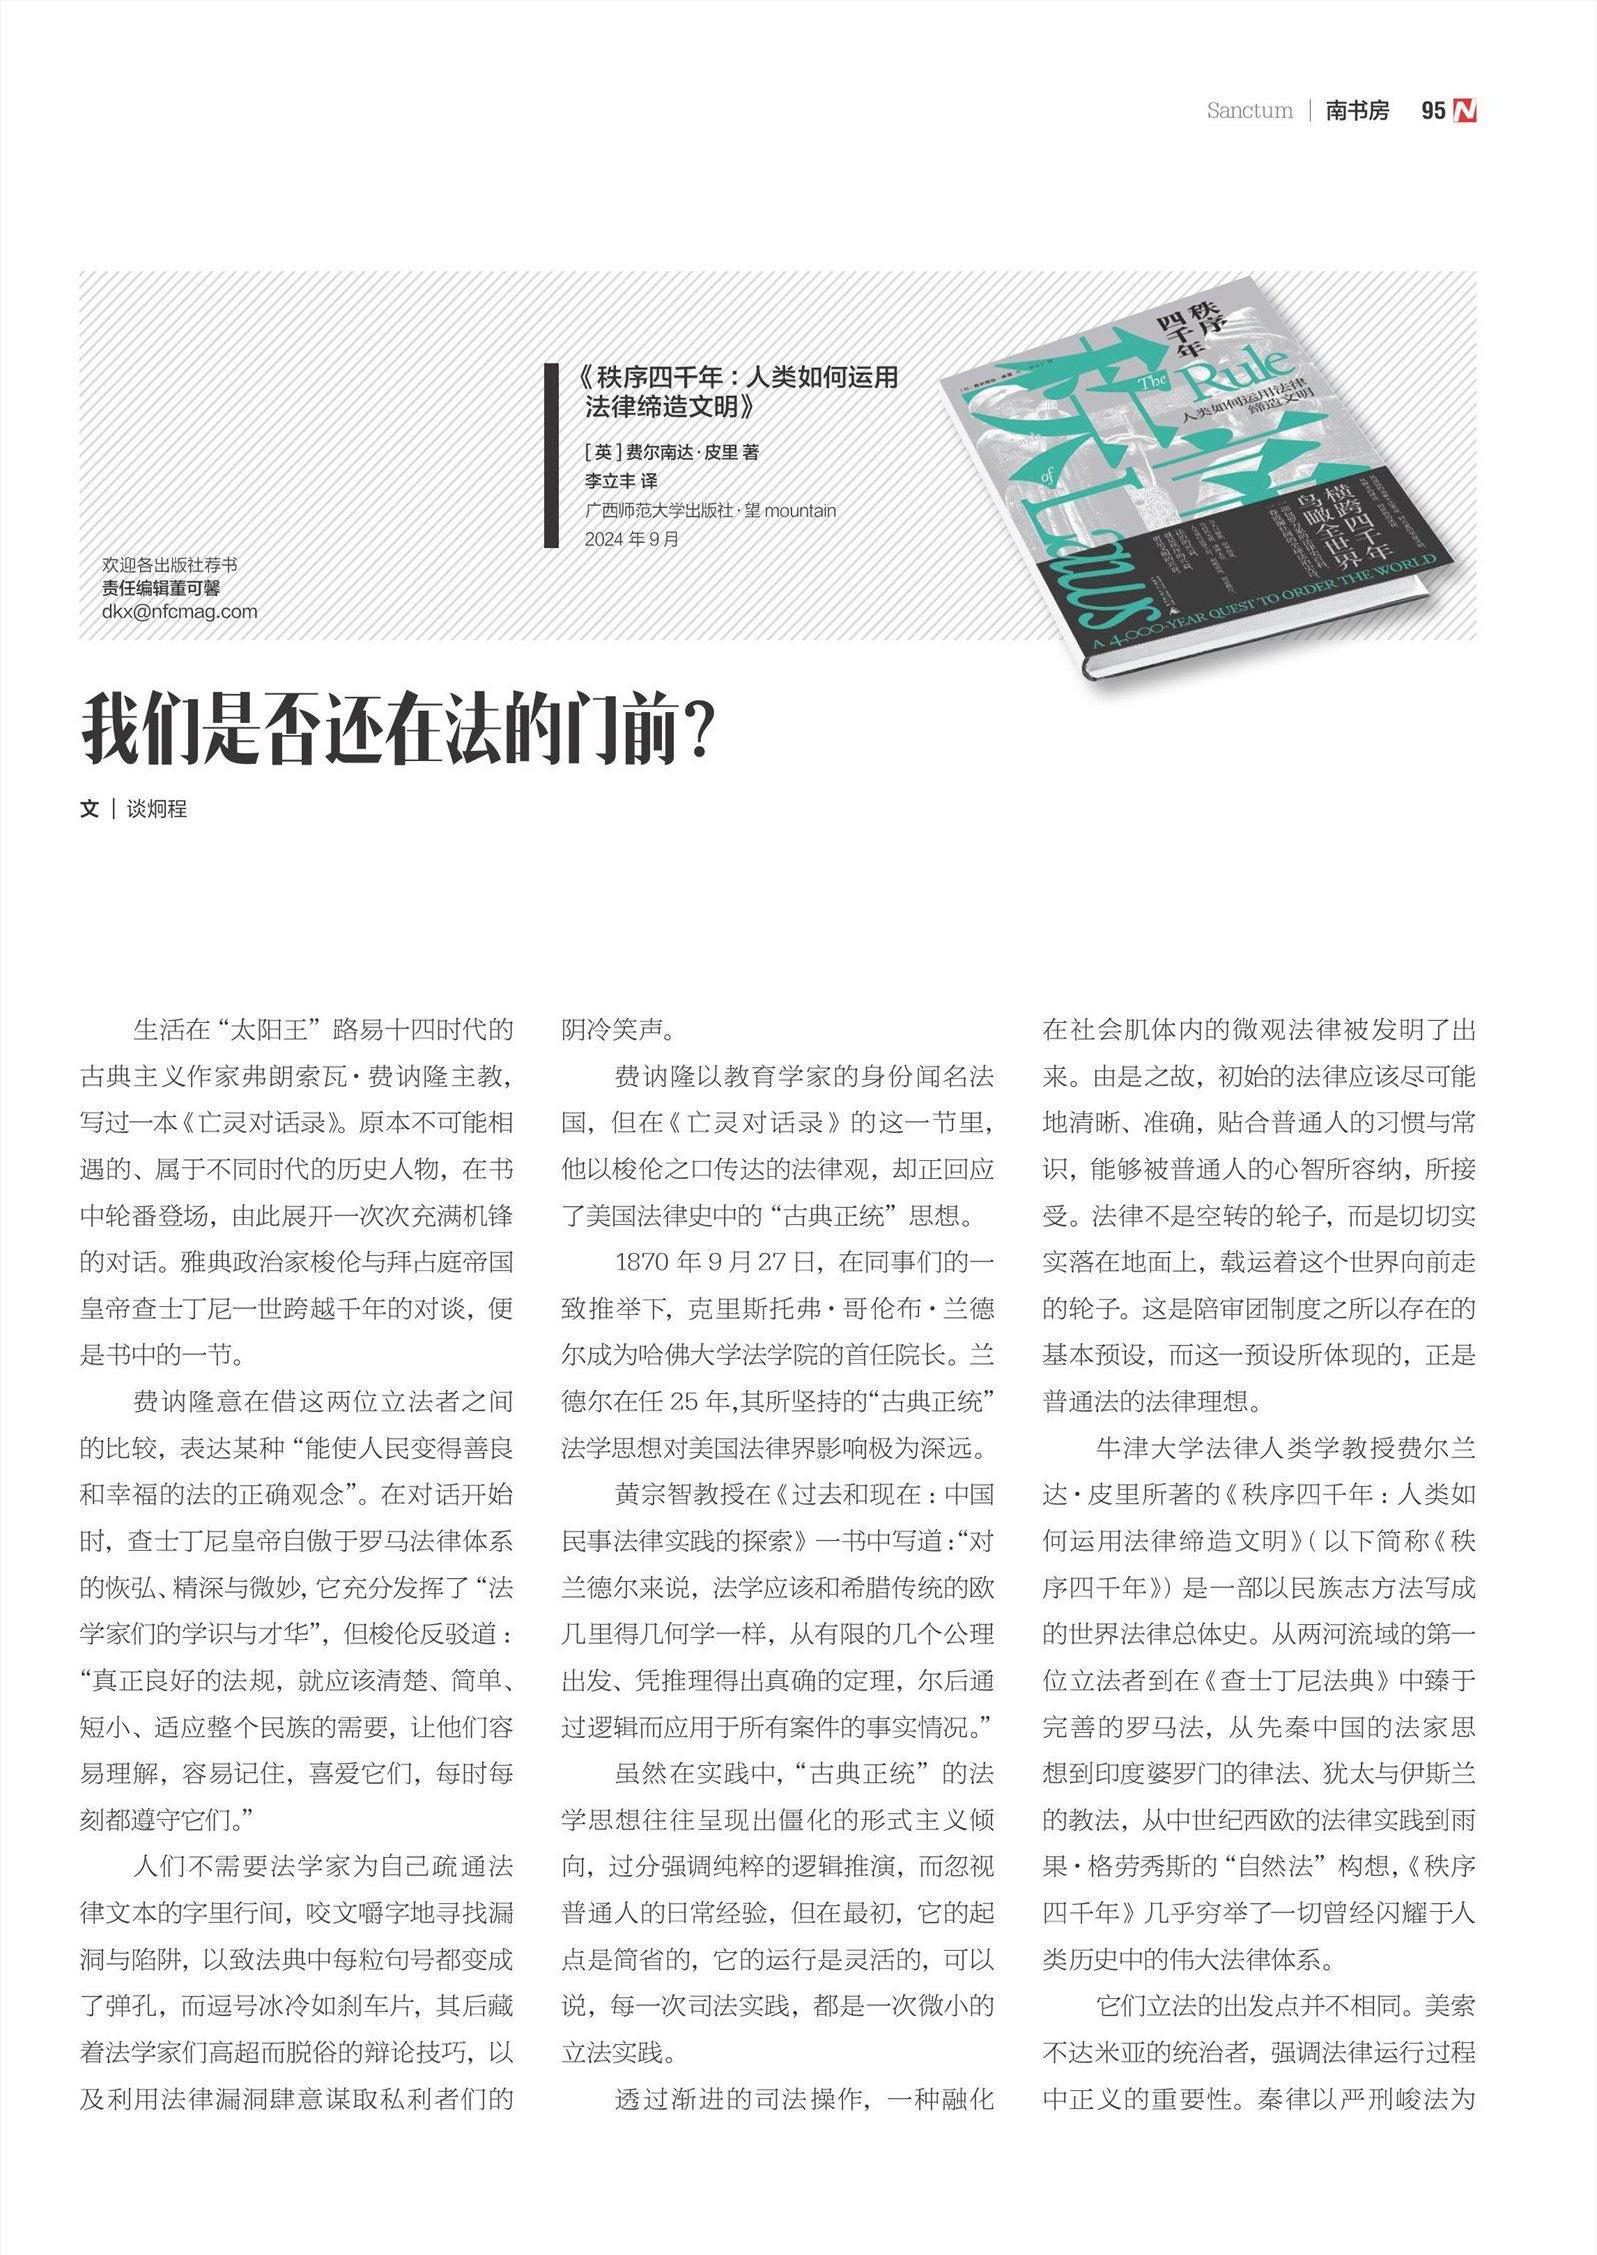 Sanctum | 南书房 95
《秩序四千年：人类如何运用
法律缔造文明》
[ 英 ] 费尔南达·皮里 著
李立丰 译
广西师范大学出版社·望 mountain
2024 年 9 月
欢迎各出版社荐书
责任编辑董可馨
dkx@nfcmag.com
秩序
四千年
The
Rule
人类如何运用法律
缔造文明
of
Laws
横跨四千年
鸟瞰全世界
A 4,000-YEAR QUEST TO ORDER THE WORLD
我们是否还在法的门前？
文 | 谈炯程
生活在“太阳王”路易十四时代的
古典主义作家弗朗索瓦·费讷隆主教，
写过一本《亡灵对话录》。原本不可能相
遇的、属于不同时代的历史人物，在书
中轮番登场，由此展开一次次充满机锋
的对话。雅典政治家梭伦与拜占庭帝国
皇帝查士丁尼一世跨越千年的对谈，便
是书中的一节。
费讷隆意在借这两位立法者之间
的比较，表达某种“能使人民变得善良
和幸福的法的正确观念”。在对话开始
时，查士丁尼皇帝自傲于罗马法律体系
的恢弘、精深与微妙，它充分发挥了“法
学家们的学识与才华”，但梭伦反驳道：
“真正良好的法规，就应该清楚、简单、
短小、适应整个民族的需要，让他们容
易理解，容易记住，喜爱它们，每时每
刻都遵守它们。”
人们不需要法学家为自己疏通法
律文本的字里行间，咬文嚼字地寻找漏
洞与陷阱，以致法典中每粒句号都变成
了弹孔，而逗号冰冷如刹车片，其后藏
着法学家们高超而脱俗的辩论技巧，以
及利用法律漏洞肆意谋取私利者们的
阴冷笑声。
费讷隆以教育学家的身份闻名法
国，但在《亡灵对话录》的这一节里，
他以梭伦之口传达的法律观，却正回应
了美国法律史中的“古典正统”思想。
1870 年 9 月 27 日，在同事们的一
致推举下，克里斯托弗·哥伦布·兰德
尔成为哈佛大学法学院的首任院长。兰
德尔在任 25 年，其所坚持的“古典正统”
法学思想对美国法律界影响极为深远。
黄宗智教授在《过去和现在：中国
民事法律实践的探索》一书中写道：“对
兰德尔来说，法学应该和希腊传统的欧
几里得几何学一样，从有限的几个公理
出发、凭推理得出真确的定理，尔后通
过逻辑而应用于所有案件的事实情况。”
虽然在实践中，“古典正统”的法
学思想往往呈现出僵化的形式主义倾
向，过分强调纯粹的逻辑推演，而忽视
普通人的日常经验，但在最初，它的起
点是简省的，它的运行是灵活的，可以
说，每一次司法实践，都是一次微小的
立法实践。
透过渐进的司法操作，一种融化
在社会肌体内的微观法律被发明了出
来。由是之故，初始的法律应该尽可能
地清晰、准确，贴合普通人的习惯与常
识，能够被普通人的心智所容纳，所接
受。法律不是空转的轮子，而是切切实
实落在地面上，载运着这个世界向前走
的轮子。这是陪审团制度之所以存在的
基本预设，而这一预设所体现的，正是
普通法的法律理想。
牛津大学法律人类学教授费尔兰
达·皮里所著的《秩序四千年：人类如
何运用法律缔造文明》（以下简称《秩
序四千年》）是一部以民族志方法写成
的世界法律总体史。从两河流域的第一
位立法者到在《查士丁尼法典》中臻于
完善的罗马法，从先秦中国的法家思
想到印度婆罗门的律法、犹太与伊斯兰
的教法，从中世纪西欧的法律实践到雨
果·格劳秀斯的“自然法”构想，《秩序
四千年》几乎穷举了一切曾经闪耀于人
类历史中的伟大法律体系。
它们立法的出发点并不相同。美索
不达米亚的统治者，强调法律运行过程
中正义的重要性。秦律以严刑峻法为